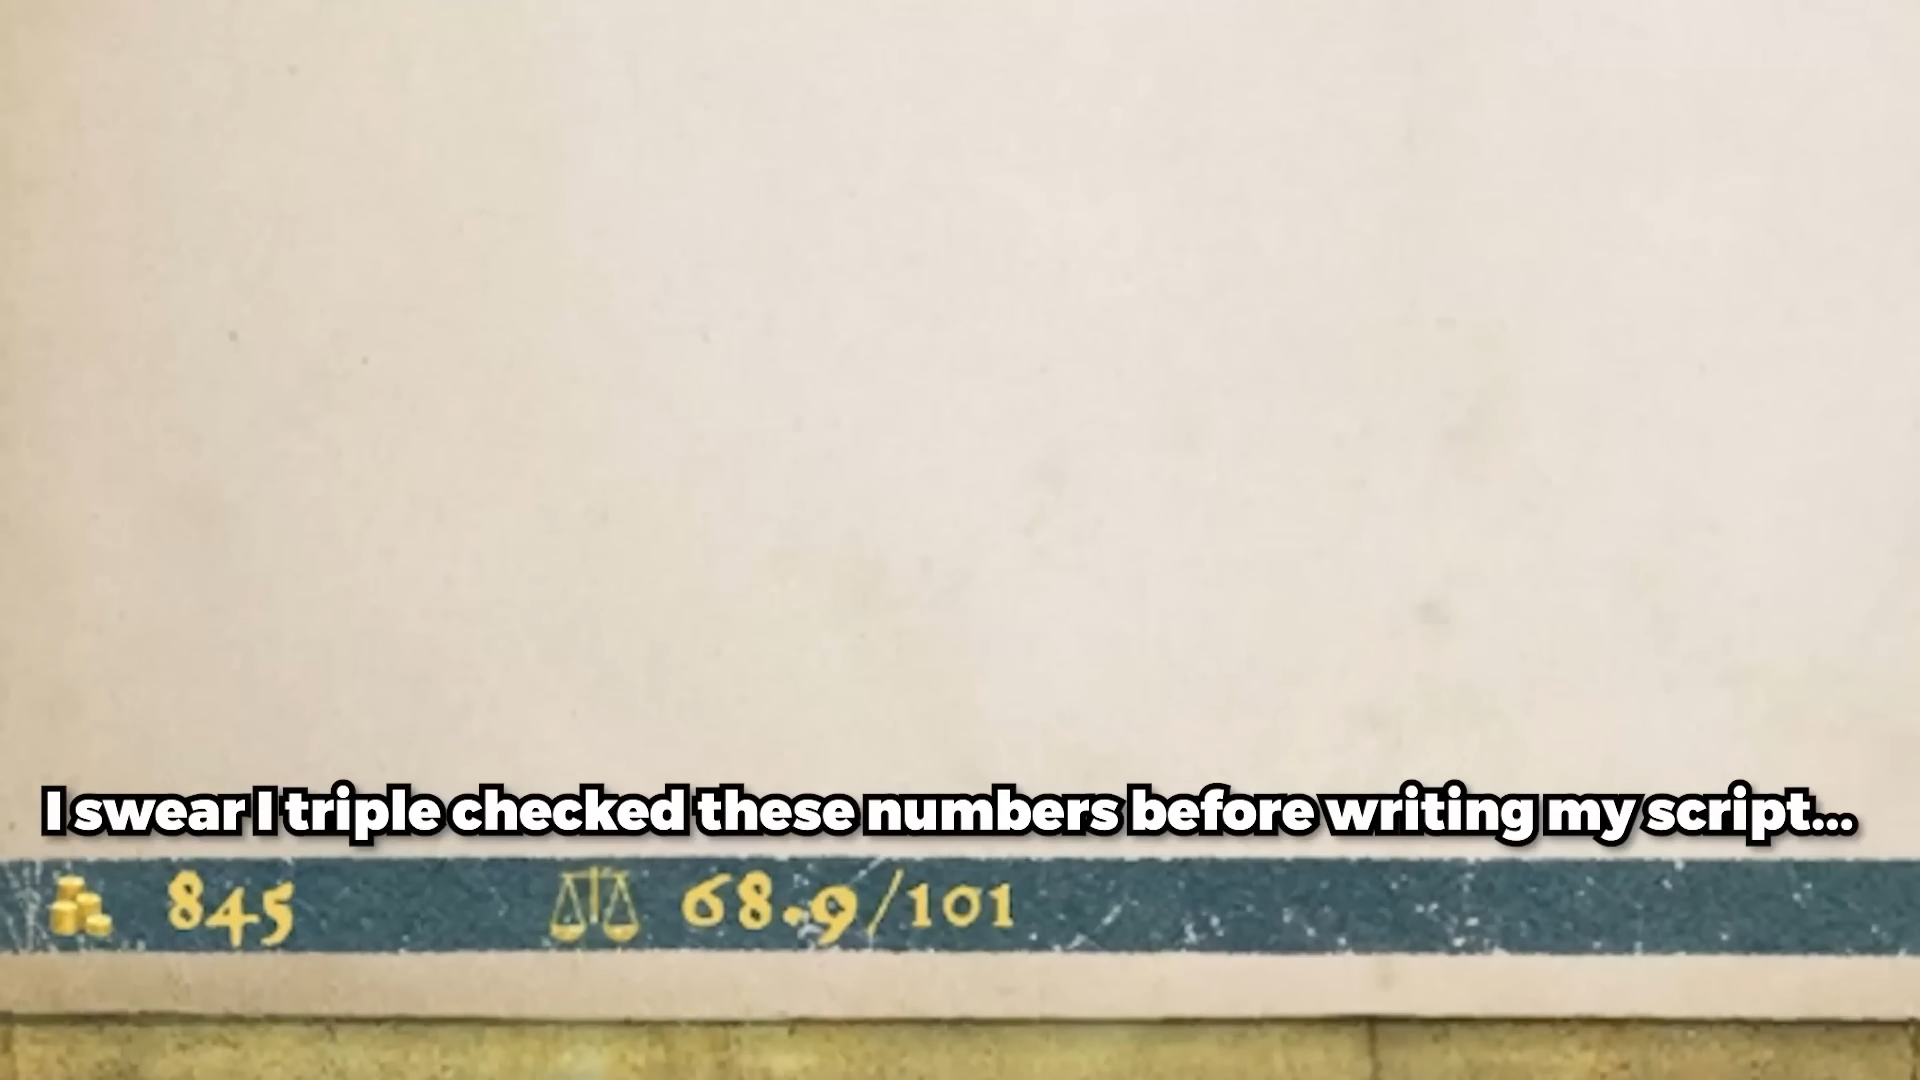 I swear I triple checked these numbers before writing my script...
845 68.9/101